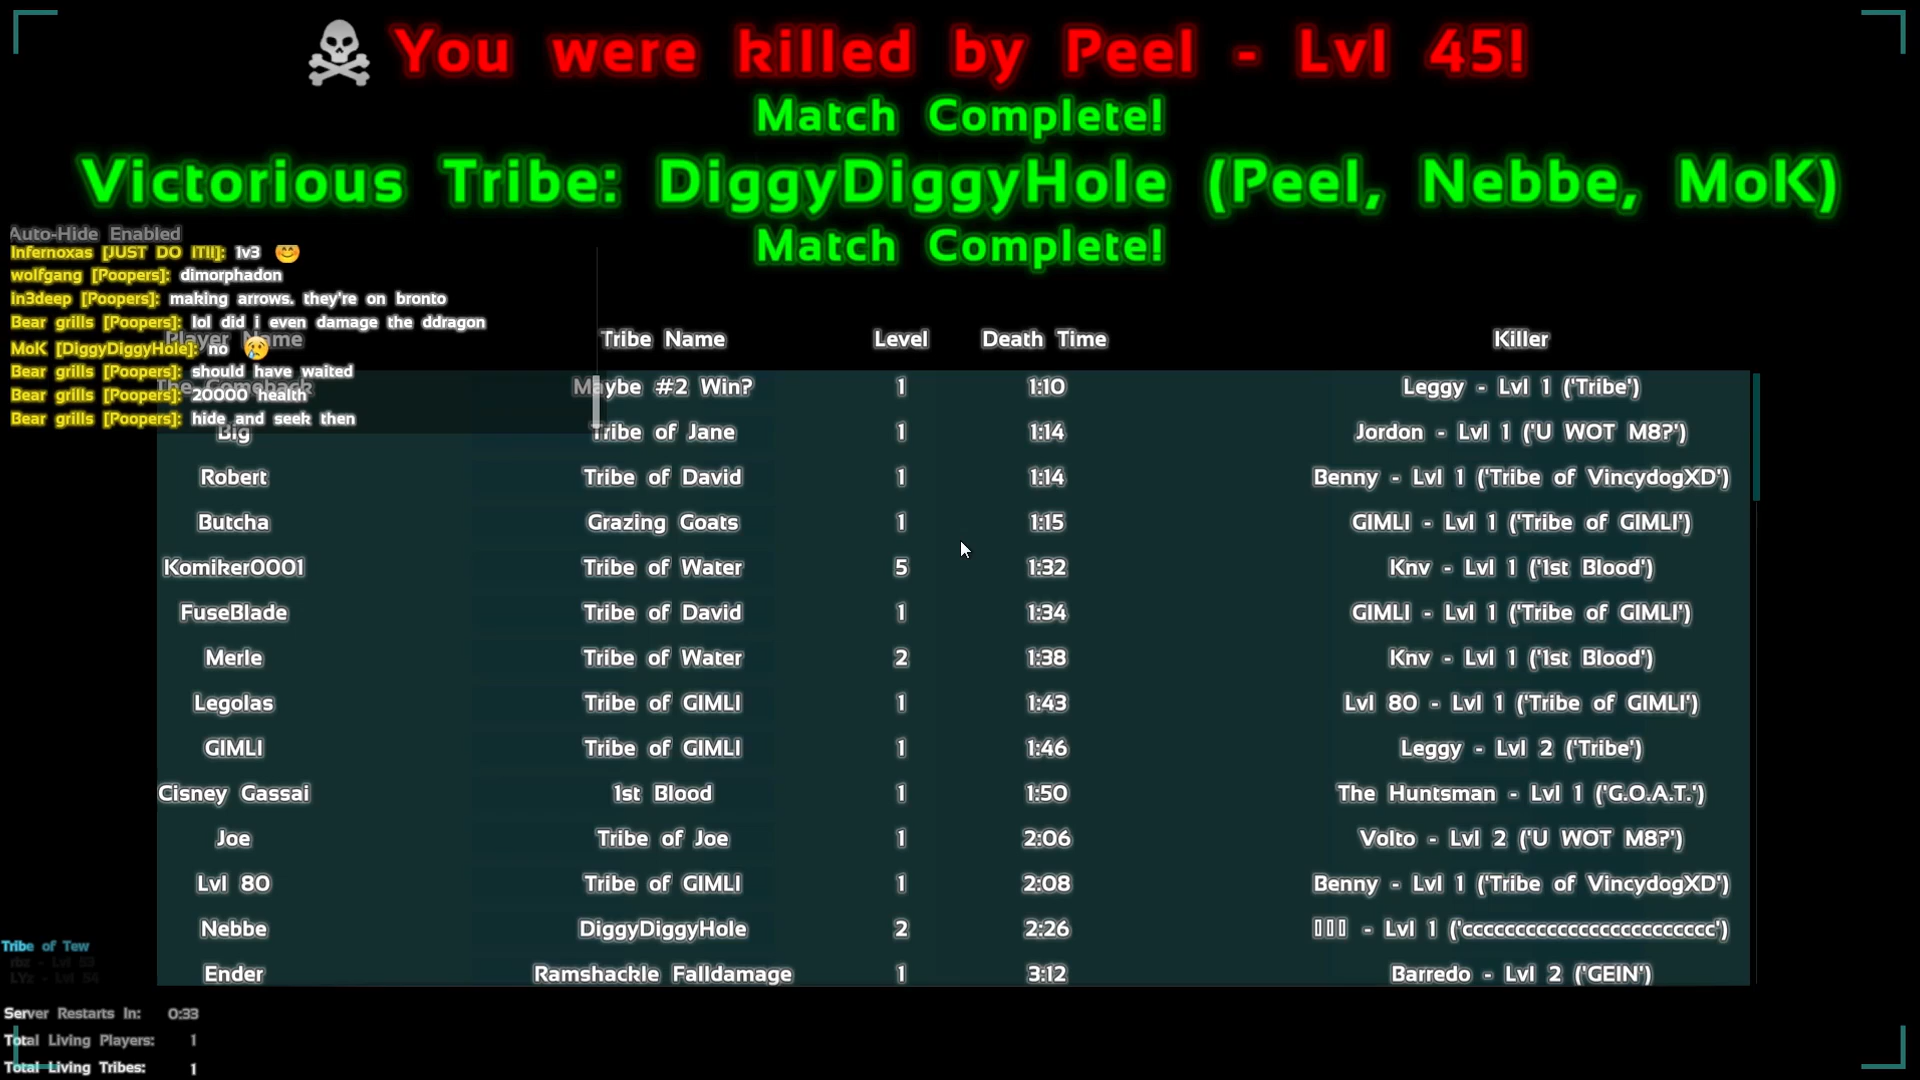 You were killed by Peel - Lvl 45!
Match Complete!
Victorious Tribe: DiggyDiggyHole (Peel, Nebbe, MoK)
Match Complete!
Auto-Hide Enabled
Infernoxas [JUST DO IT!!]: 1v3 😊
wolfgang [Poopers]: dimorphadon
in3deep [Poopers]: making arrows. they're on bronto
Bear grills [Poopers]: lol did i even damage the ddragon
MoK [DiggyDiggyHole]: no 😢
Bear grills [Poopers]: should have waited
Bear grills [Poopers]: 20000 health
Bear grills [Poopers]: hide and seek then
Player Name Tribe Name Level Death Time Killer
The Comeback Maybe #2 Win? 1 1:10 Leggy - Lvl 1 ('Tribe')
Big Tribe of Jane 1 1:14 Jordon - Lvl 1 ('U WOT M8?')
Robert Tribe of David 1 1:14 Benny - Lvl 1 ('Tribe of VincydogXD')
Butcha Grazing Goats 1 1:15 GIMLI - Lvl 1 ('Tribe of GIMLI')
Komiker0001 Tribe of Water 5 1:32 Knv - Lvl 1 ('1st Blood')
FuseBlade Tribe of David 1 1:34 GIMLI - Lvl 1 ('Tribe of GIMLI')
Merle Tribe of Water 2 1:38 Knv - Lvl 1 ('1st Blood')
Legolas Tribe of GIMLI 1 1:43 Lvl 80 - Lvl 1 ('Tribe of GIMLI')
GIMLI Tribe of GIMLI 1 1:46 Leggy - Lvl 2 ('Tribe')
Cisney Gassai 1st Blood 1 1:50 The Huntsman - Lvl 1 ('G.O.A.T.')
Joe Tribe of Joe 1 2:06 Volto - Lvl 2 ('U WOT M8?')
Lvl 80 Tribe of GIMLI 1 2:08 Benny - Lvl 1 ('Tribe of VincydogXD')
Nebbe DiggyDiggyHole 2 2:26 ▯▯▯ - Lvl 1 ('cccccccccccccccccccccccc')
Ender Ramshackle Falldamage 1 3:12 Barredo - Lvl 2 ('GEIN')
Tribe of Tew
Server Restarts In: 0:33
Total Living Players: 1
Total Living Tribes: 1